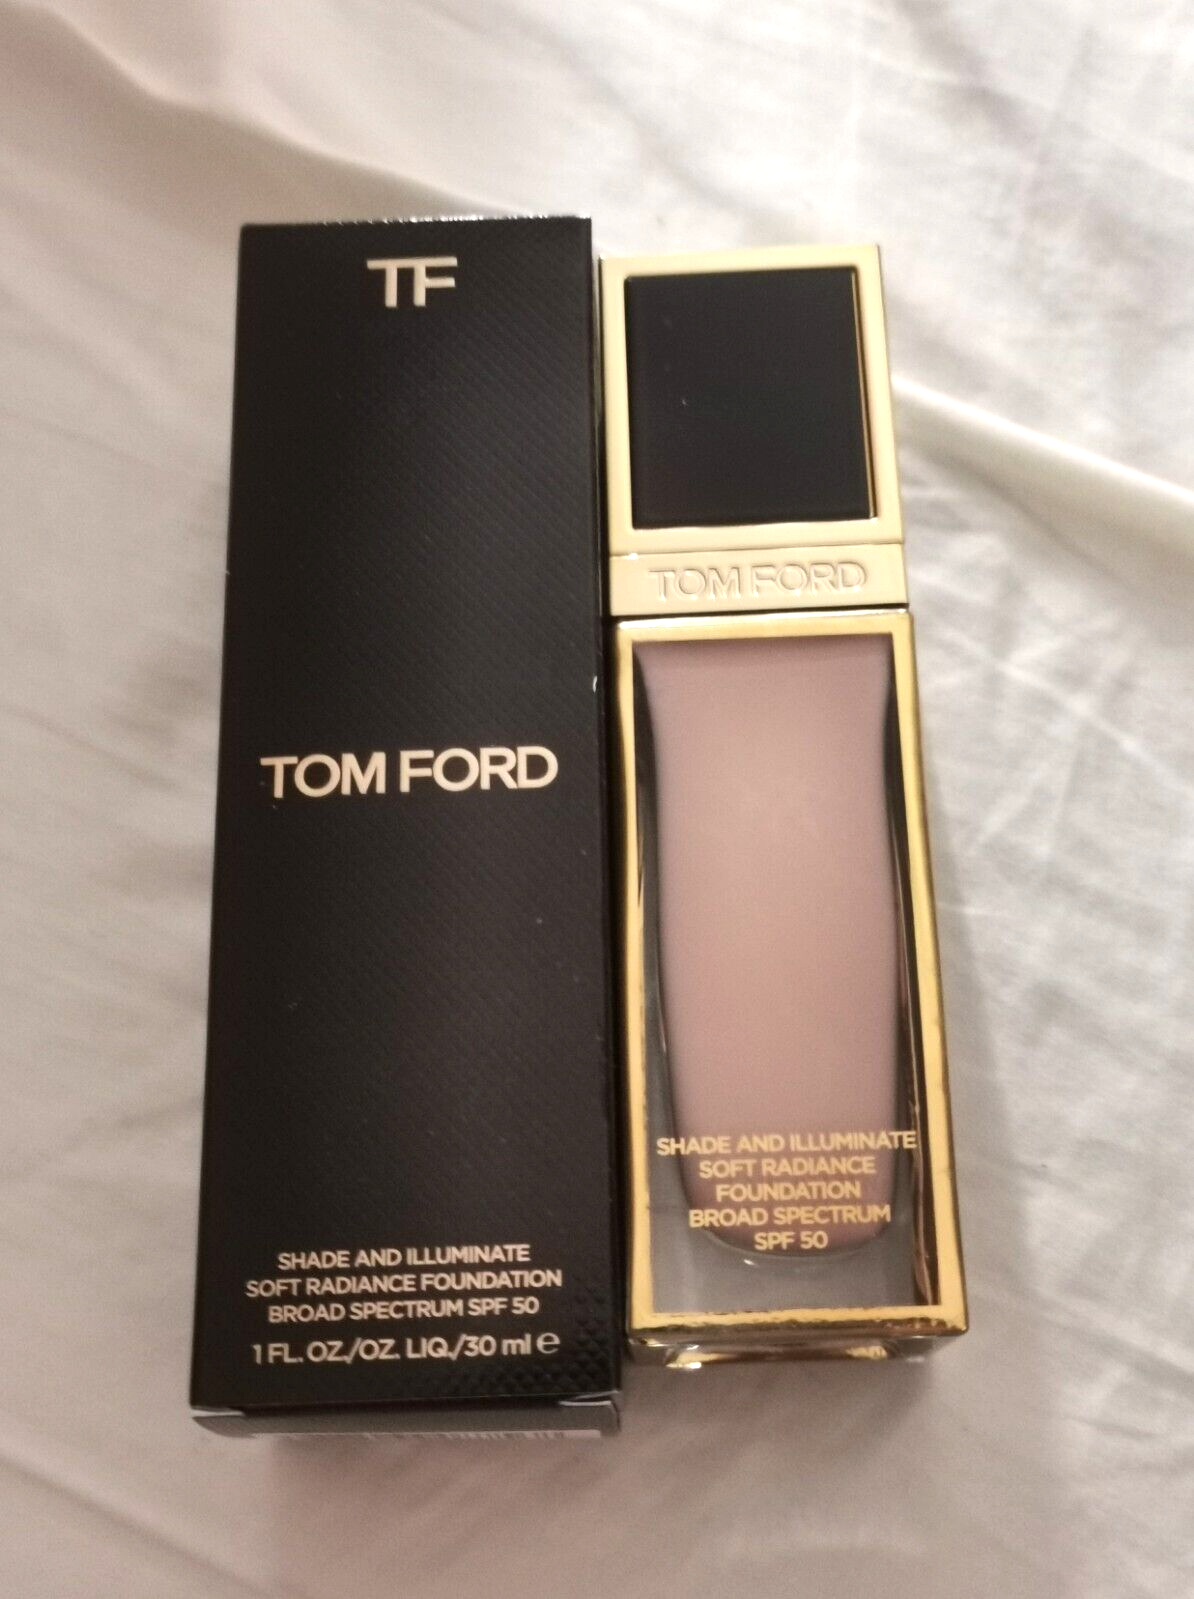 TF
TOM FORD
SHADE AND ILLUMINATE
SOFT RADIANCE FOUNDATION
BROAD SPECTRUM SPF 50
1 FL. OZ./OZ. LIQ./30 ml ℮
TOM FORD
SHADE AND ILLUMINATE
SOFT RADIANCE
FOUNDATION
BROAD SPECTRUM
SPF 50